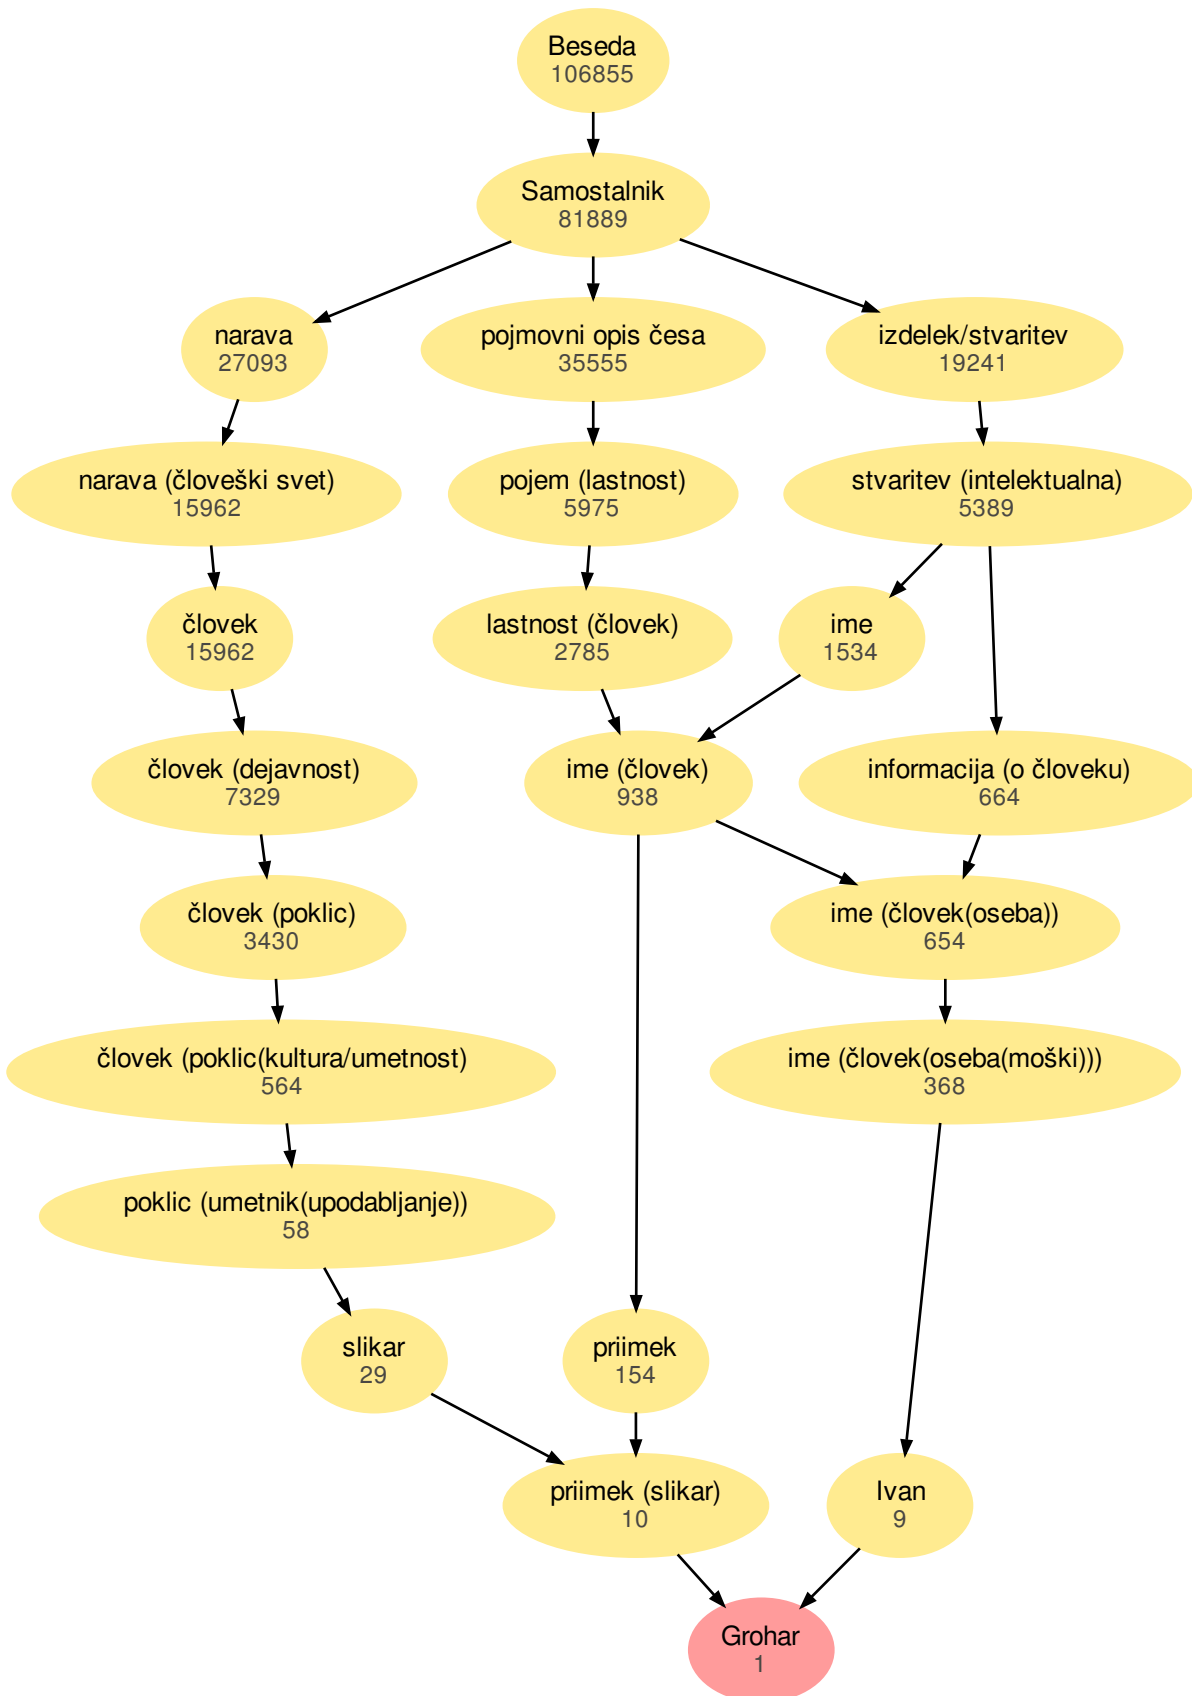 Beseda
106855
Samostalnik
81889
narava
27093
pojmovni opis česa
35555
izdelek/stvaritev
19241
narava (človeški svet)
15962
pojem (lastnost)
5975
stvaritev (intelektualna)
5389
človek
15962
lastnost (človek)
2785
ime
1534
človek (dejavnost)
7329
ime (človek)
938
informacija (o človeku)
664
človek (poklic)
3430
ime (človek(oseba))
654
človek (poklic(kultura/umetnost)
564
ime (človek(oseba(moški)))
368
poklic (umetnik(upodabljanje))
58
slikar
29
priimek
154
priimek (slikar)
10
Ivan
9
Grohar
1